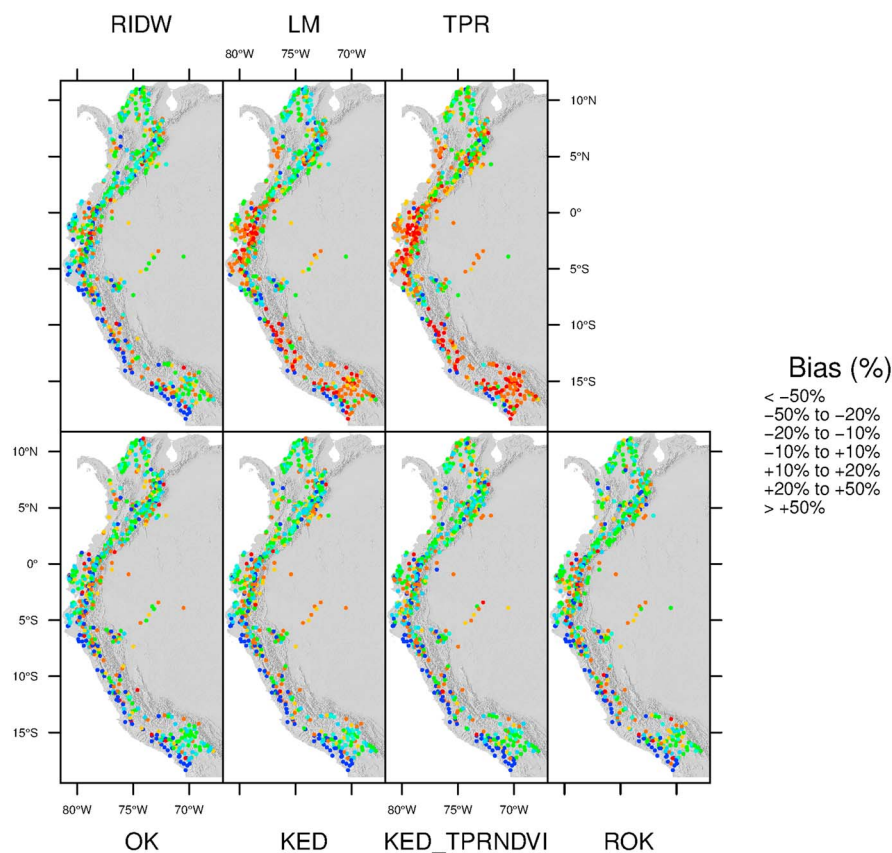 RIDW LM TPR
80°W 75°W 70°W
10°N
5°N
0°
5°S
10°S
15°S
Bias (%)
< −50%
−50% to −20%
−20% to −10%
−10% to +10%
+10% to +20%
+20% to +50%
> +50%
10°N
5°N
0°
5°S
10°S
15°S
80°W 75°W 70°W 80°W 75°W 70°W
OK KED KED_TPRNDVI ROK